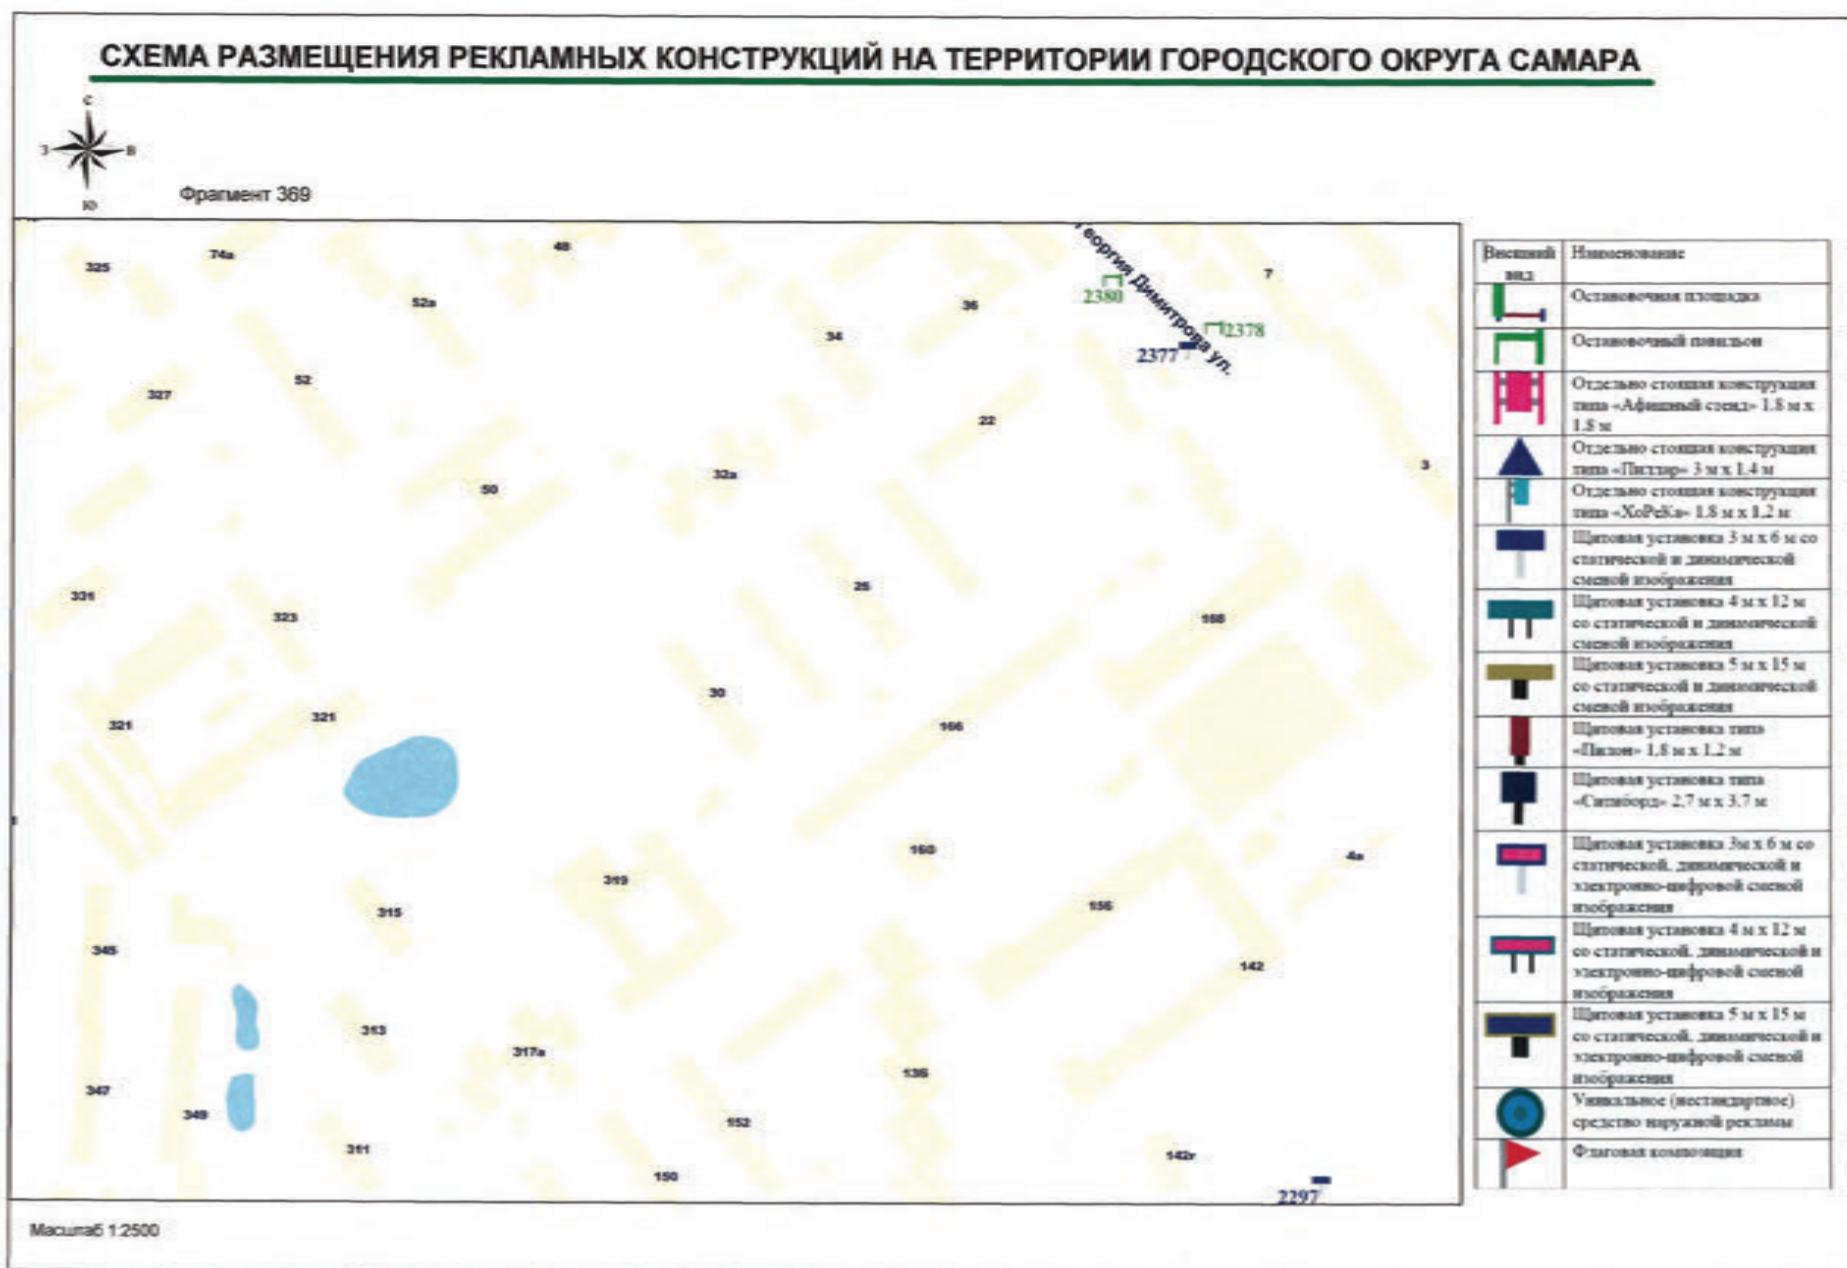 СХЕМА РАЗМЕЩЕНИЯ РЕКЛАМНЫХ КОНСТРУКЦИЙ НА ТЕРРИТОРИИ ГОРОДСКОГО ОКРУГА САМАРА
С
З
В
Ю
Фрагмент 369
325
74а
48
52а
36
34
7
Георгия Димитрова ул.
2380
2378
2377
327
52
22
3
50
32а
331
323
25
168
30
321
321
166
319
160
4а
315
156
345
142
313
317а
136
347
349
152
311
150
142г
2297
Внешний вид
Наименование
Остановочная площадка
Остановочный павильон
Отдельно стоящая конструкция
типа «Афишный стенд» 1.8 м х
1.8 м
Отдельно стоящая конструкция
типа «Пиллар» 3 м х 1.4 м
Отдельно стоящая конструкция
типа «ХоРеКа» 1.8 м х 1.2 м
Щитовая установка 3 м х 6 м со
статической и динамической
сменой изображения
Щитовая установка 4 м х 12 м
со статической и динамической
сменой изображения
Щитовая установка 5 м х 15 м
со статической и динамической
сменой изображения
Щитовая установка типа
«Пилон» 1,8 м х 1,2 м
Щитовая установка типа
«Ситиборд» 2,7 м х 3,7 м
Щитовая установка 3м х 6 м со
статической, динамической и
электронно-цифровой сменой
изображения
Щитовая установка 4 м х 12 м
со статической, динамической и
электронно-цифровой сменой
изображения
Щитовая установка 5 м х 15 м
со статической, динамической и
электронно-цифровой сменой
изображения
Уникальное (нестандартное)
средство наружной рекламы
Флаговая композиция
Масштаб 1:2500